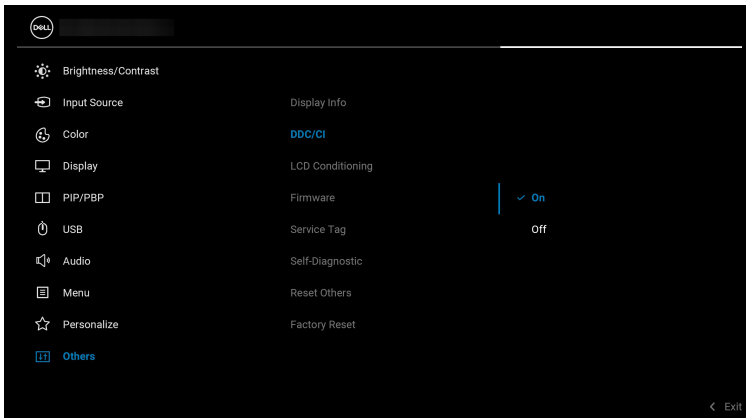 DELL
Brightness/Contrast
Input Source
Display Info
Color
DDC/CI
Display
LCD Conditioning
PIP/PBP
Firmware
On
USB
Service Tag
Off
Audio
Self-Diagnostic
Menu
Reset Others
Personalize
Factory Reset
Others
Exit